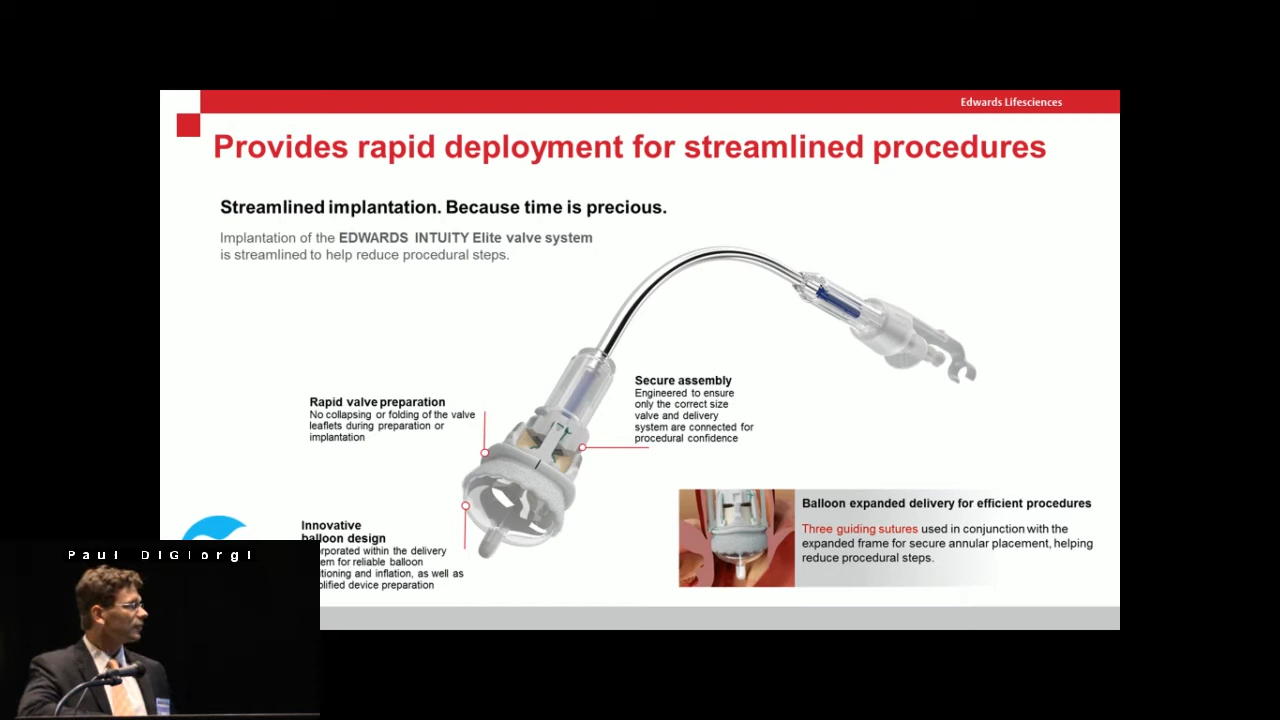 Edwards Lifesciences
Provides rapid deployment for streamlined procedures
Streamlined implantation. Because time is precious.
Implantation of the EDWARDS INTUITY Elite valve system
is streamlined to help reduce procedural steps.
Rapid valve preparation
No collapsing or folding of the valve
leaflets during preparation or
implantation
Secure assembly
Engineered to ensure
only the correct size
valve and delivery
system are connected for
procedural confidence
Innovative
balloon design
within the delivery
for reliable balloon
and inflation, as well as
device preparation
Balloon expanded delivery for efficient procedures
Three guiding sutures used in conjunction with the
expanded frame for secure annular placement, helping
reduce procedural steps.
Paul DiGiorgi